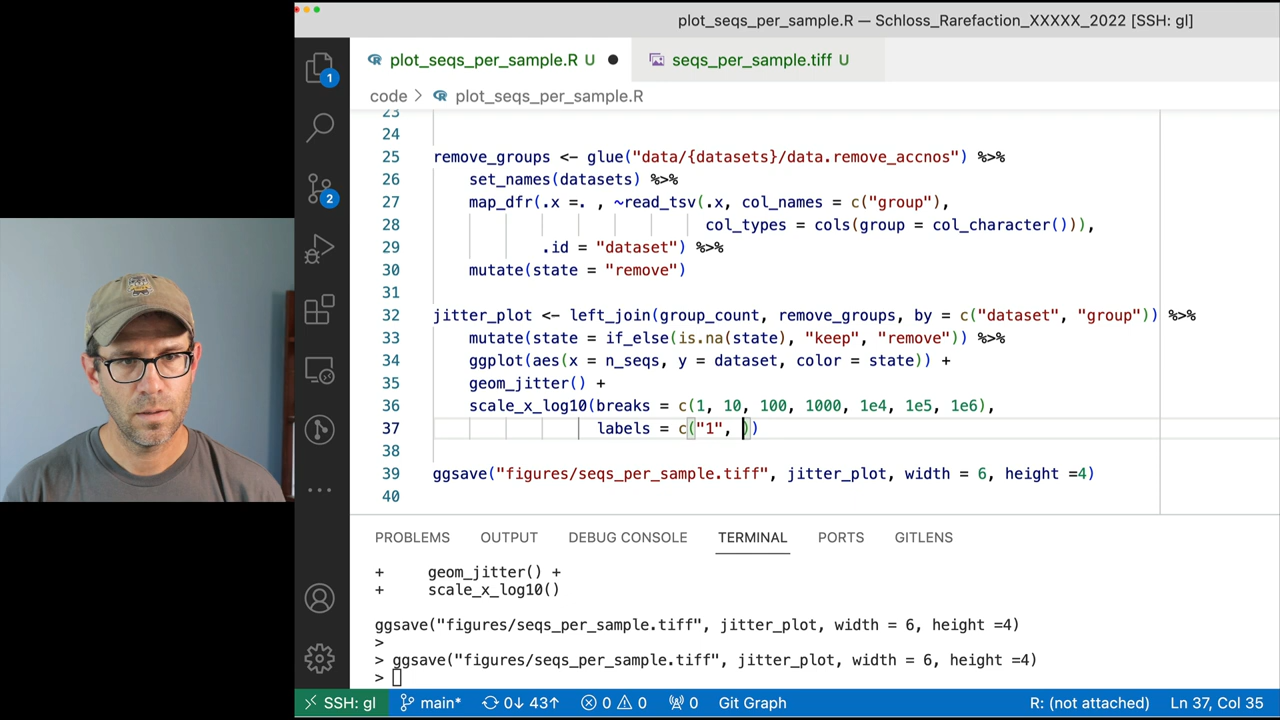 plot_seqs_per_sample.R — Schloss_Rarefaction_XXXXX_2022 [SSH: gl]
plot_seqs_per_sample.R U
seqs_per_sample.tiff U
code > plot_seqs_per_sample.R
1
2
23
24
25 remove_groups <- glue("data/{datasets}/data.remove_accnos") %>%
26 set_names(datasets) %>%
27 map_dfr(.x =. , ~read_tsv(.x, col_names = c("group"),
28 col_types = cols(group = col_character())),
29 .id = "dataset") %>%
30 mutate(state = "remove")
31
32 jitter_plot <- left_join(group_count, remove_groups, by = c("dataset", "group")) %>%
33 mutate(state = if_else(is.na(state), "keep", "remove")) %>%
34 ggplot(aes(x = n_seqs, y = dataset, color = state)) +
35 geom_jitter() +
36 scale_x_log10(breaks = c(1, 10, 100, 1000, 1e4, 1e5, 1e6),
37 labels = c("1", ))
38
39 ggsave("figures/seqs_per_sample.tiff", jitter_plot, width = 6, height =4)
40
PROBLEMS OUTPUT DEBUG CONSOLE TERMINAL PORTS GITLENS
+ geom_jitter() +
+ scale_x_log10()
ggsave("figures/seqs_per_sample.tiff", jitter_plot, width = 6, height =4)
>
> ggsave("figures/seqs_per_sample.tiff", jitter_plot, width = 6, height =4)
>
SSH: gl main* 0↓ 43↑ 0 0 0 Git Graph R: (not attached) Ln 37, Col 35